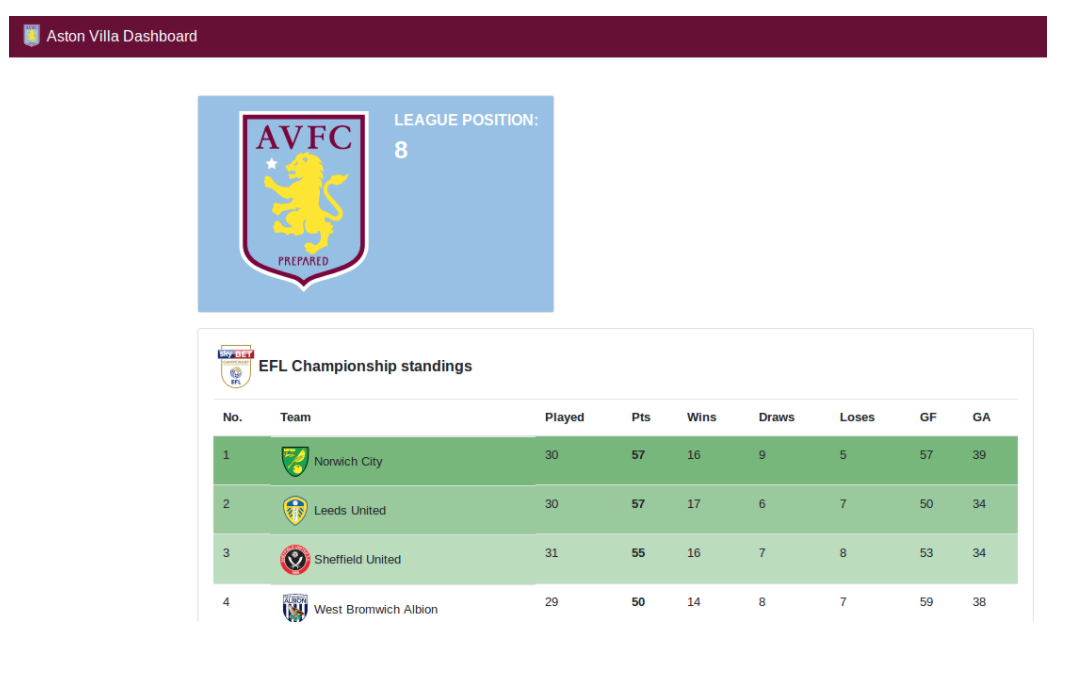 Aston Villa Dashboard
AVFC
PREPARED
LEAGUE POSITION:
8
sky BET
EFL
EFL Championship standings
No. Team Played Pts Wins Draws Loses GF GA
1 Norwich City 30 57 16 9 5 57 39
2 Leeds United 30 57 17 6 7 50 34
3 Sheffield United 31 55 16 7 8 53 34
4 West Bromwich Albion 29 50 14 8 7 59 38